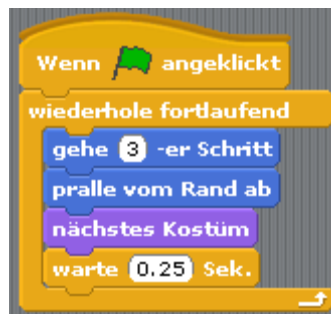 Wenn angeklickt
wiederhole fortlaufend
gehe 3 -er Schritt
pralle vom Rand ab
nächstes Kostüm
warte 0.25 Sek.